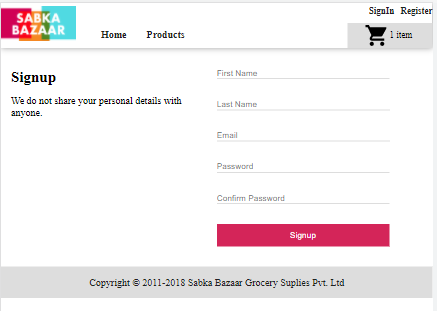 SABKA
BAZAAR
SignIn Register
Home Products
1 item
Signup
We do not share your personal details with
anyone.
First Name
Last Name
Email
Password
Confirm Password
Signup
Copyright © 2011-2018 Sabka Bazaar Grocery Suplies Pvt. Ltd